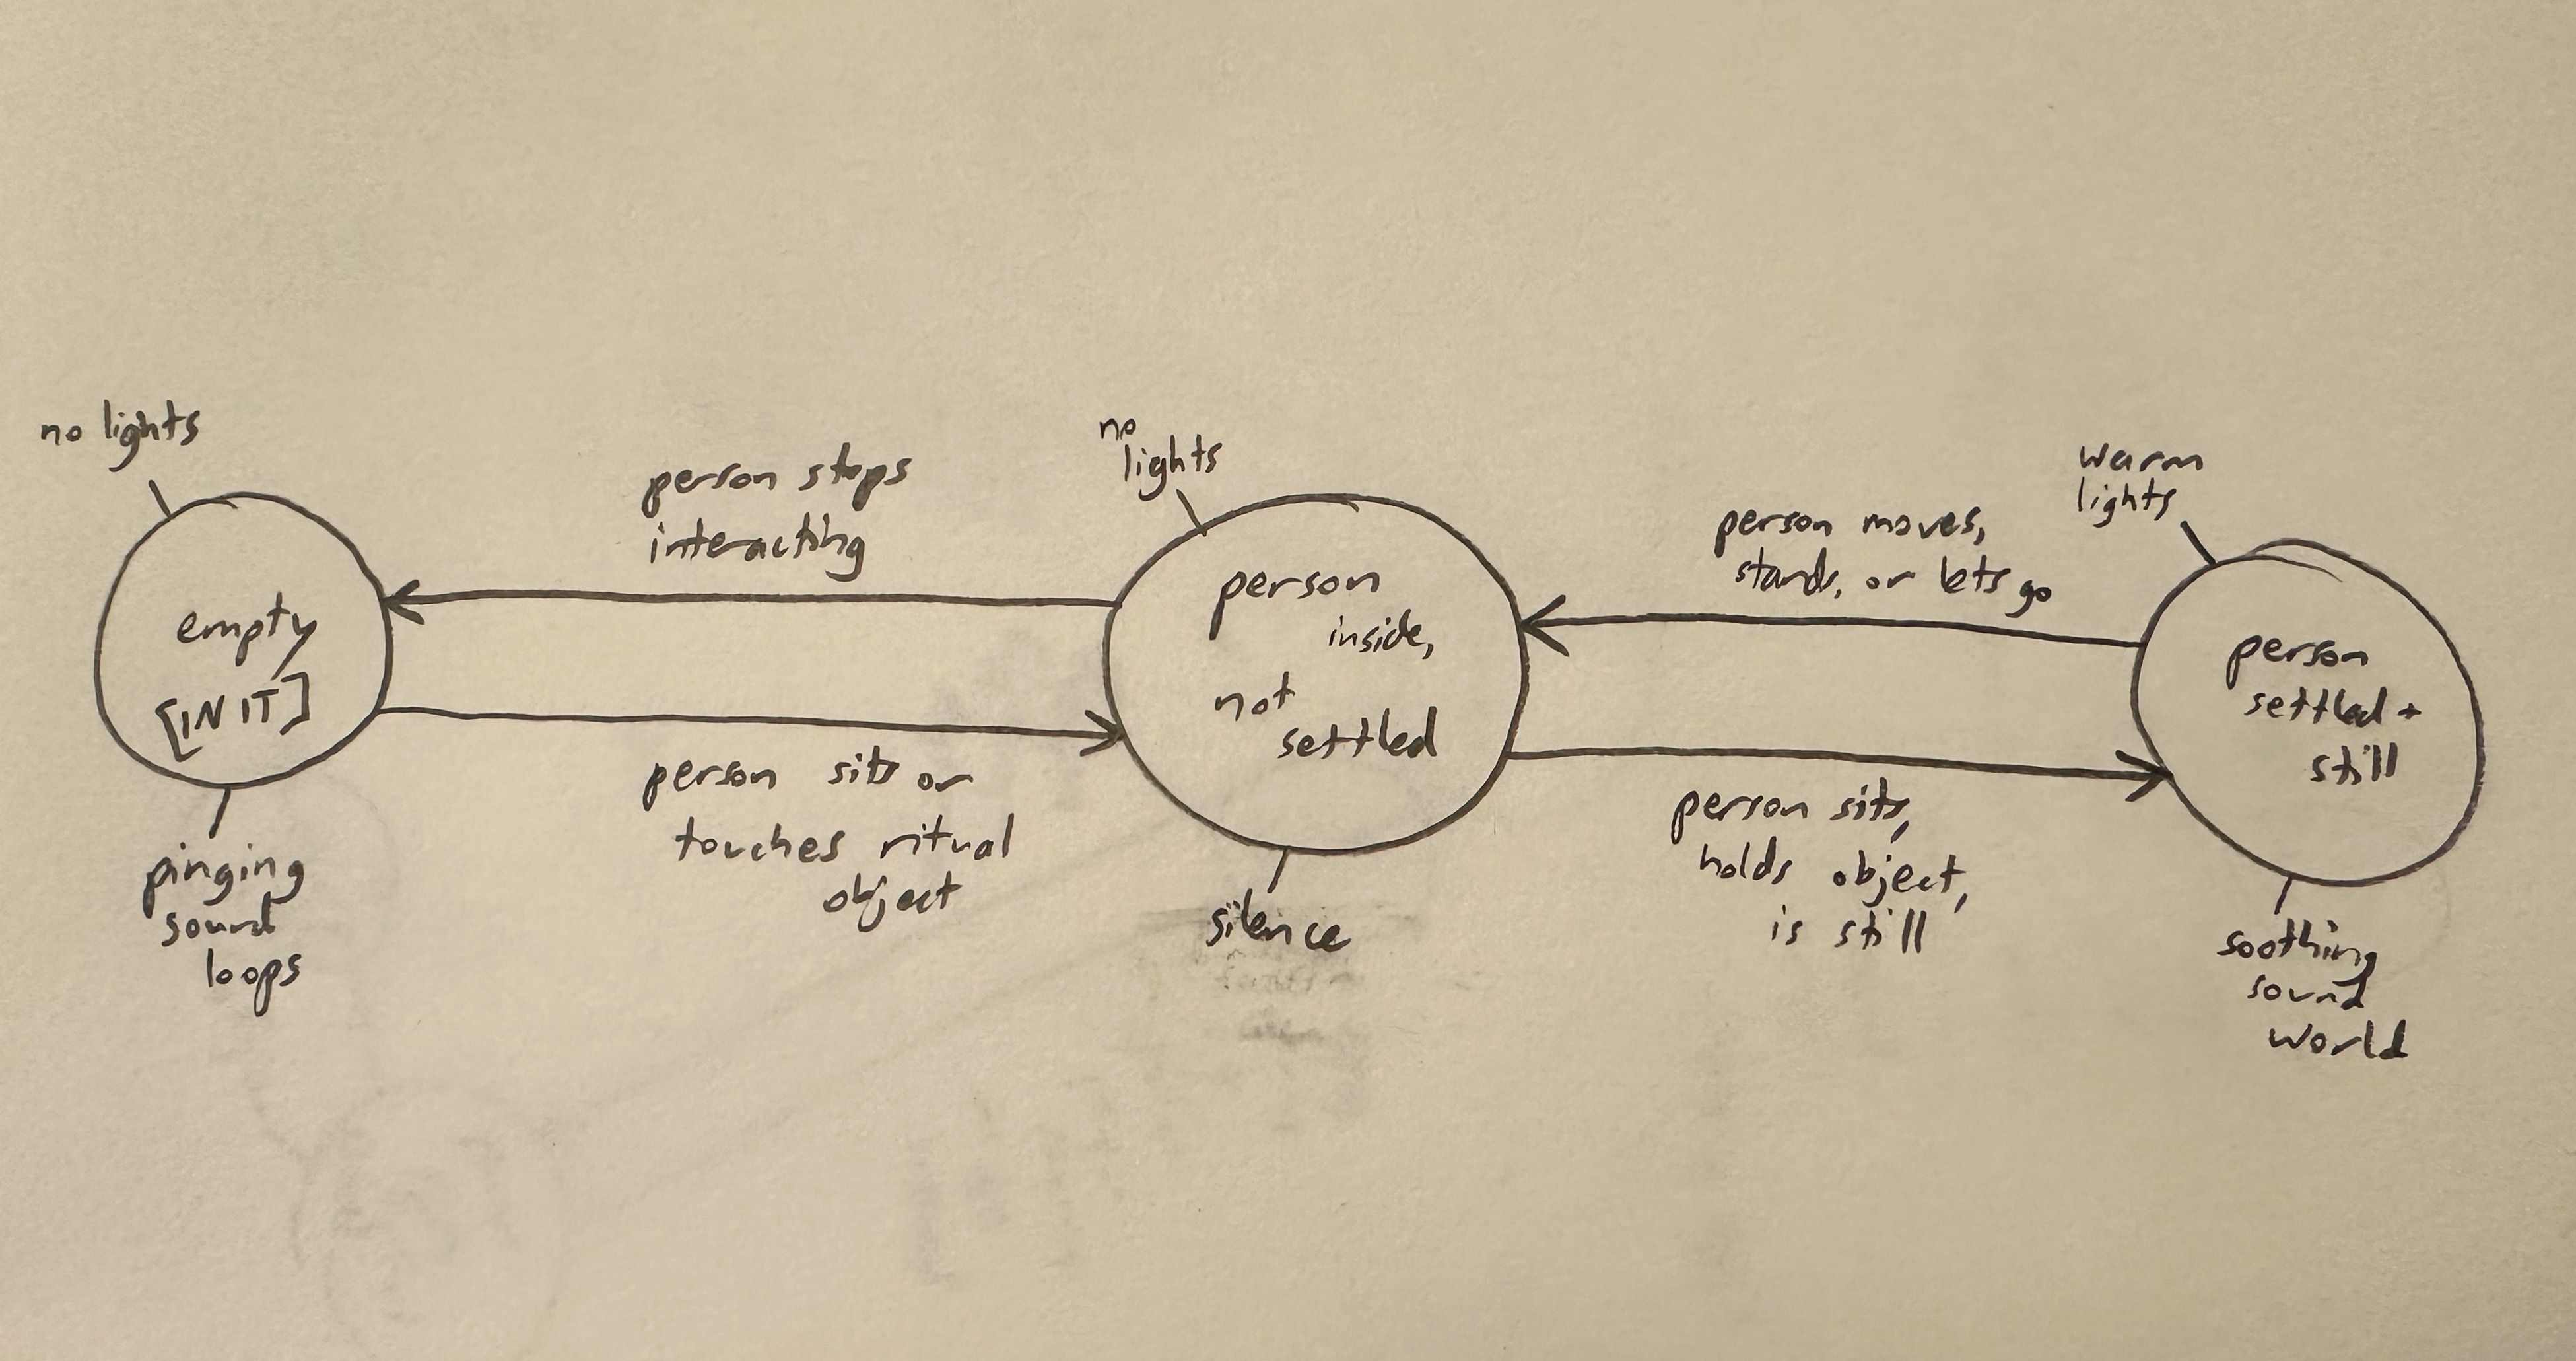 no lights
empty
[INIT]
pinging
sound
loops
person stops
interacting
person sits or
touches ritual
object
no
lights
person
inside,
not
settled
silence
person moves,
stands, or lets go
person sits,
holds object,
is still
warm
lights
person
settled +
still
soothing
sound
world